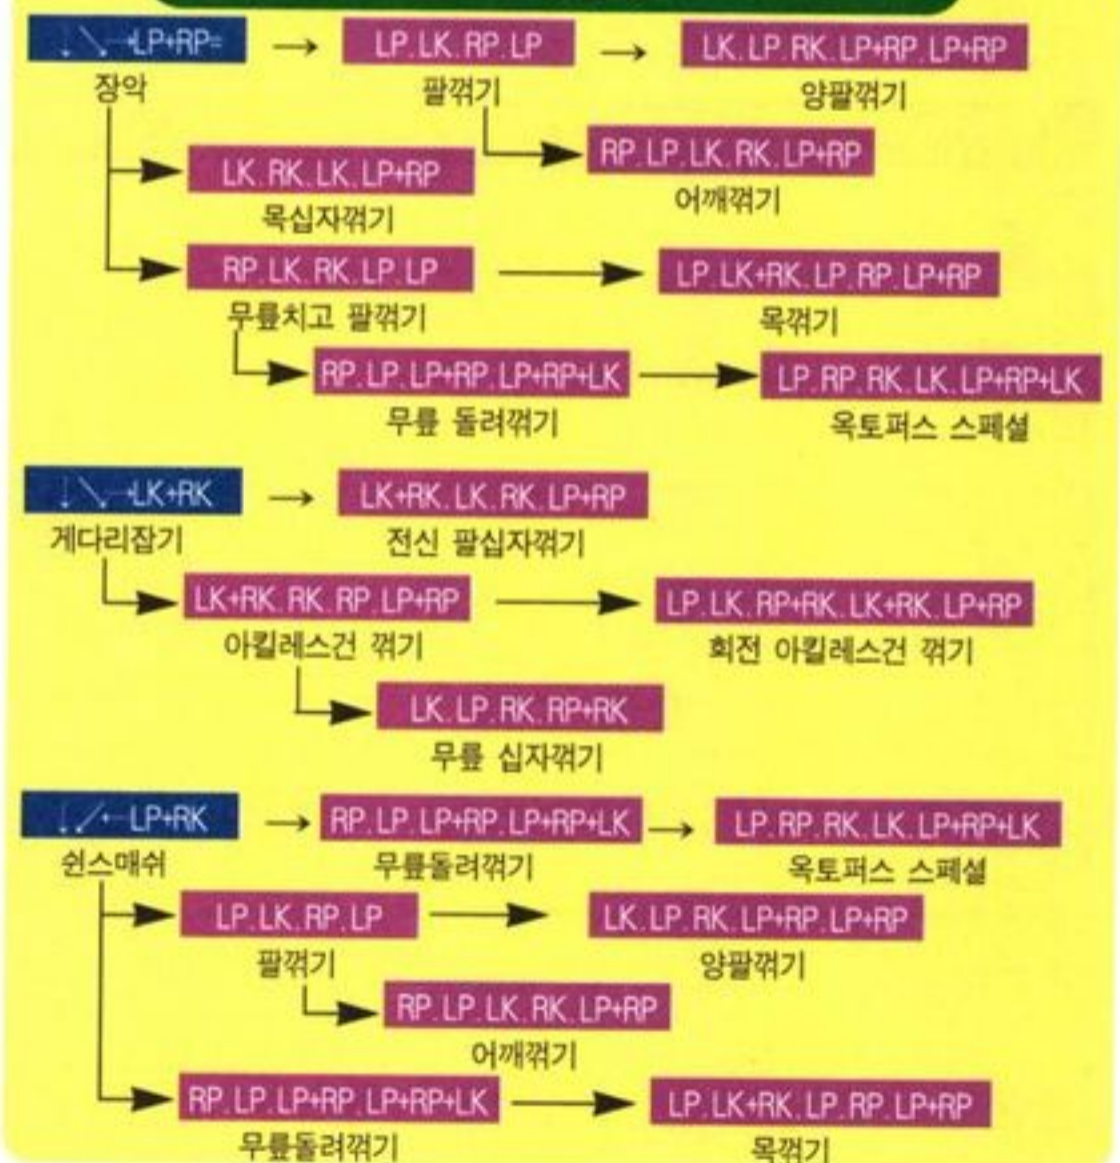 ↓↘→LP+RP= → LP.LK.RP.LP → LK.LP.RK.LP+RP.LP+RP
장악 팔꺾기 양팔꺾기
RP.LP.LK.RK.LP+RP
어깨꺾기
LK.RK.LK.LP+RP
목십자꺾기
RP.LK.RK.LP.LP → LP.LK+RK.LP.RP.LP+RP
무릎치고 팔꺾기 목꺾기
RP.LP.LP+RP.LP+RP+LK → LP.RP.RK.LK.LP+RP+LK
무릎 돌려꺾기 옥토퍼스 스페셜
↓↘→LK+RK → LK+RK.LK.RK.LP+RP
게다리잡기 전신 팔십자꺾기
LK+RK.RK.RP.LP+RP → LP.LK.RP+RK.LK+RK.LP+RP
아킬레스건 꺾기 회전 아킬레스건 꺾기
LK.LP.RK.RP+RK
무릎 십자꺾기
↓↙←LP+RK → RP.LP.LP+RP.LP+RP+LK → LP.RP.RK.LK.LP+RP+LK
쉰스매쉬 무릎돌려꺾기 옥토퍼스 스페셜
LP.LK.RP.LP → LK.LP.RK.LP+RP.LP+RP
팔꺾기 양팔꺾기
RP.LP.LK.RK.LP+RP
어깨꺾기
RP.LP.LP+RP.LP+RP+LK → LP.LK+RK.LP.RP.LP+RP
무릎돌려꺾기 목꺾기